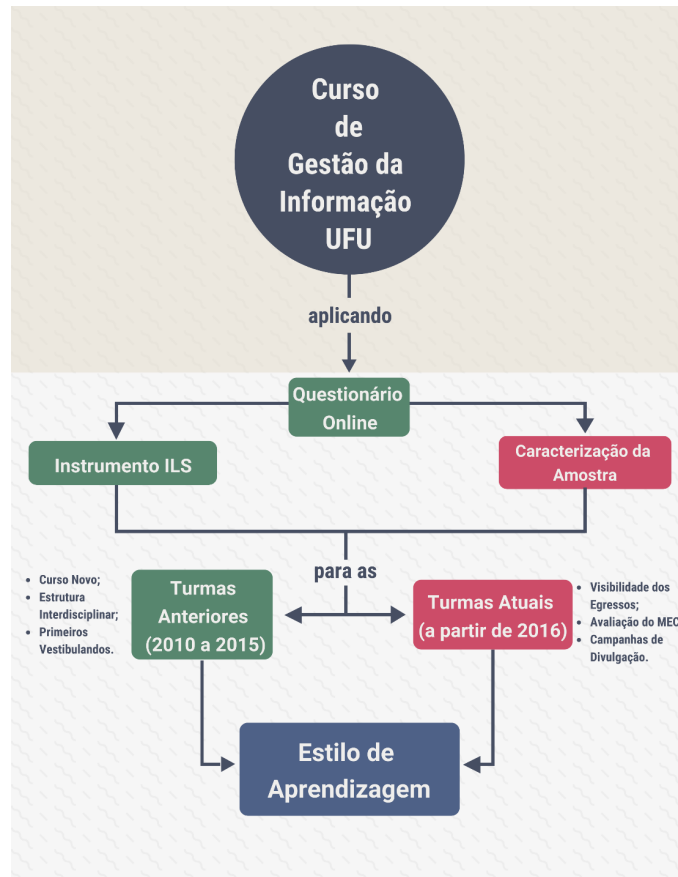 Curso
de
Gestão da
Informação
UFU
aplicando
Questionário
Online
Instrumento ILS
Caracterização da
Amostra
para as
• Curso Novo;
• Estrutura
Interdisciplinar;
• Primeiros
Vestibulandos.
Turmas
Anteriores
(2010 a 2015)
Turmas Atuais
(a partir de 2016)
• Visibilidade dos
Egressos;
• Avaliação do MEC
• Campanhas de
Divulgação.
Estilo de
Aprendizagem